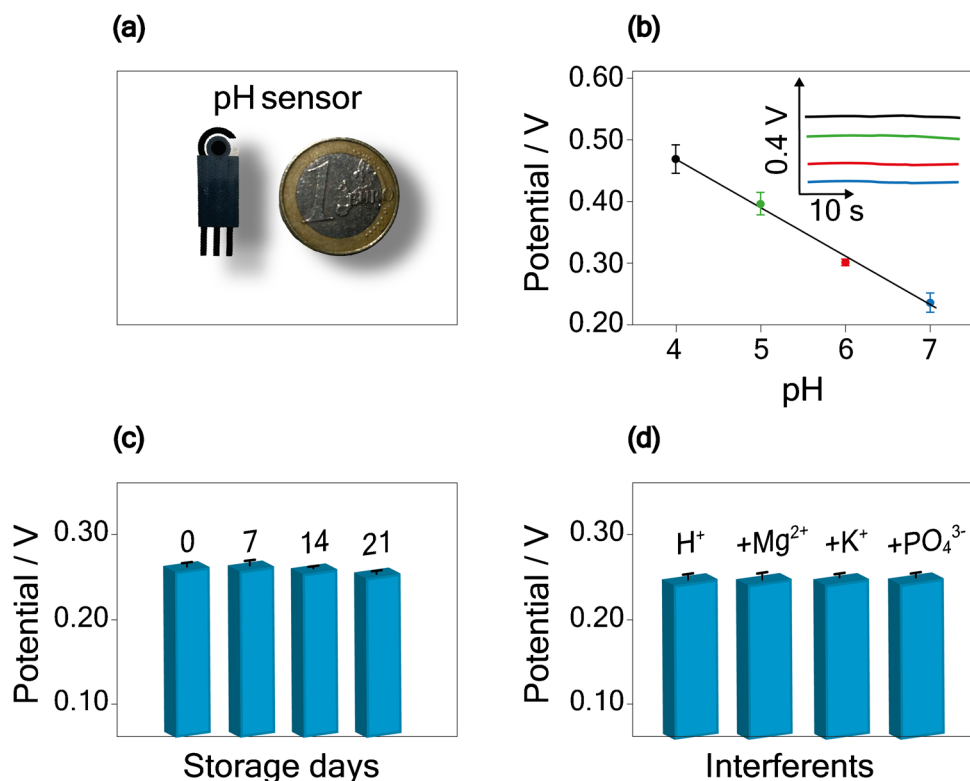 (a)
pH sensor
1
EURO
(b)
Potential / V
0.60
0.50
0.40
0.30
0.20
4 5 6 7
pH
0.4 V
10 s
(c)
Potential / V
0.30
0.20
0.10
0 7 14 21
Storage days
(d)
Potential / V
0.30
0.20
0.10
H⁺ +Mg²⁺ +K⁺ +PO₄³⁻
Interferents